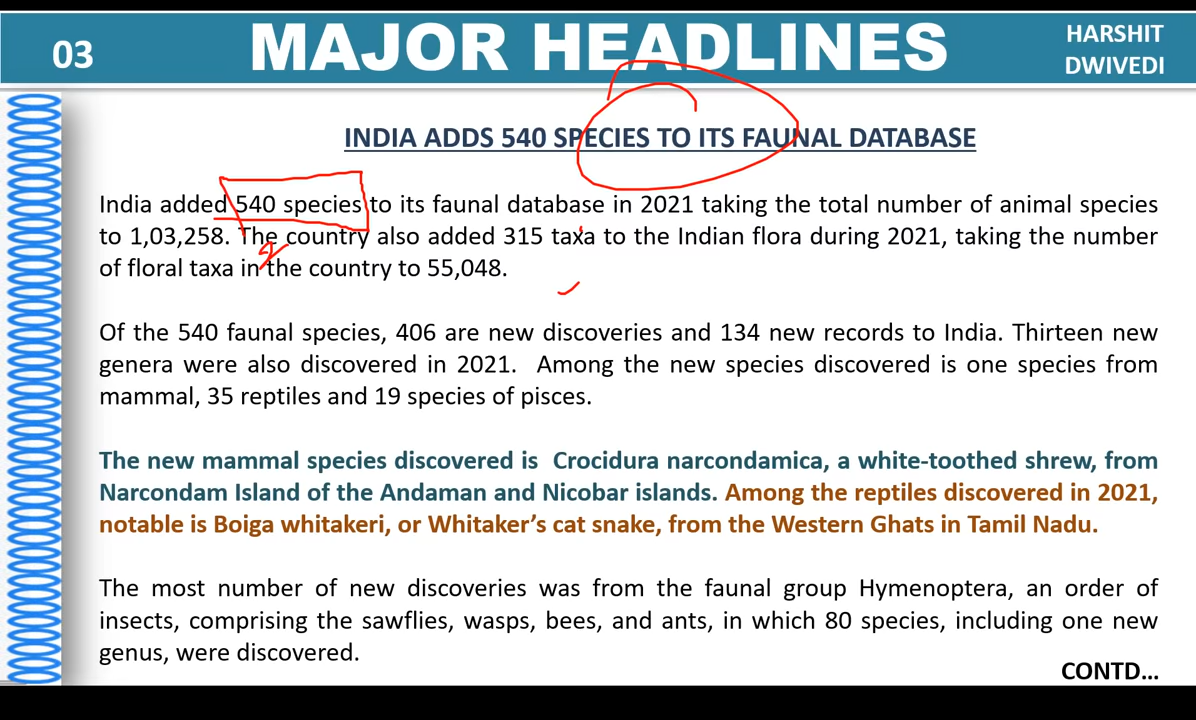 03
MAJOR HEADLINES
HARSHIT
DWIVEDI
INDIA ADDS 540 SPECIES TO ITS FAUNAL DATABASE
India added 540 species to its faunal database in 2021 taking the total number of animal species
to 1,03,258. The country also added 315 taxa to the Indian flora during 2021, taking the number
of floral taxa in the country to 55,048.
Of the 540 faunal species, 406 are new discoveries and 134 new records to India. Thirteen new
genera were also discovered in 2021. Among the new species discovered is one species from
mammal, 35 reptiles and 19 species of pisces.
The new mammal species discovered is Crocidura narcondamica, a white-toothed shrew, from
Narcondam Island of the Andaman and Nicobar islands. Among the reptiles discovered in 2021,
notable is Boiga whitakeri, or Whitaker's cat snake, from the Western Ghats in Tamil Nadu.
The most number of new discoveries was from the faunal group Hymenoptera, an order of
insects, comprising the sawflies, wasps, bees, and ants, in which 80 species, including one new
genus, were discovered.
CONTD...